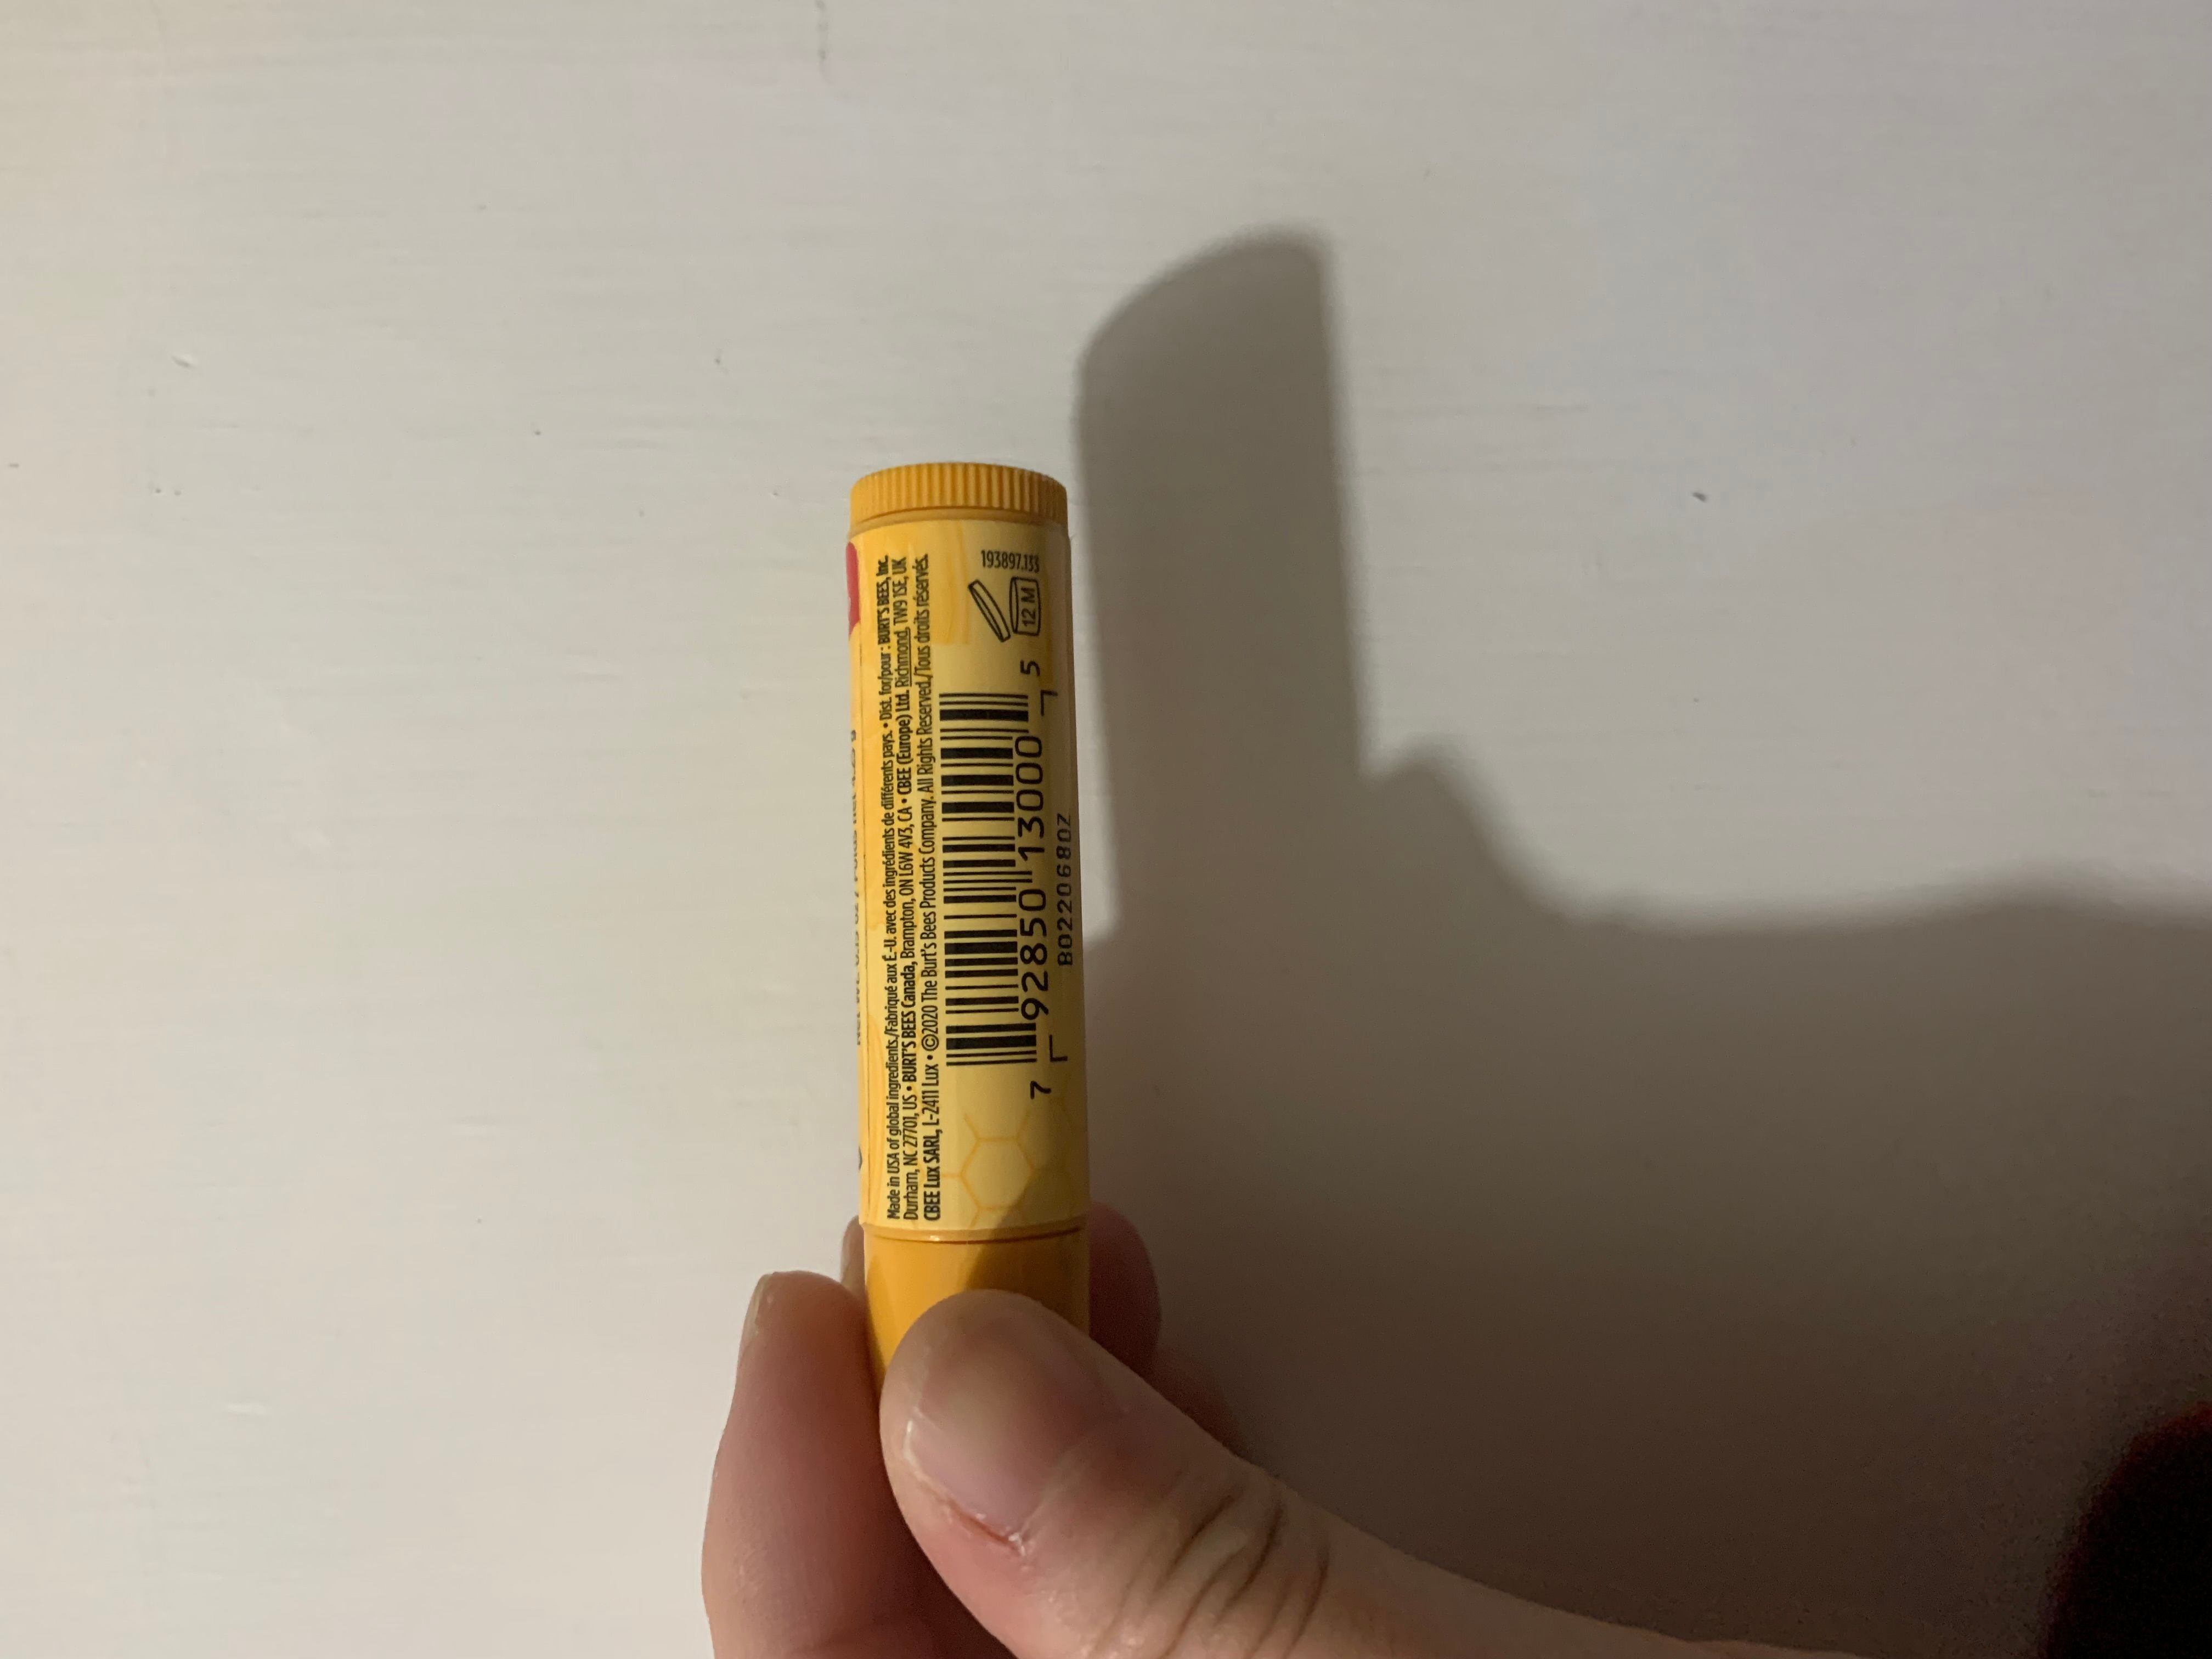 Made in USA of global ingredients./Fabriqué aux É.-U. avec des ingrédients de différents pays. • Dist. for/pour : BURT'S BEES, Inc.
Durham, NC 27701, US • BURT'S BEES Canada, Brampton, ON L6W 4V3, CA • CBEE (Europe) Ltd. Richmond, TW9 1SE, UK
CBEE Lux SARL, L-2411 Lux • ©2020 The Burt's Bees Products Company. All Rights Reserved./Tous droits réservés.
7 92850 13000 5
B0220680Z
12 M
193897.133